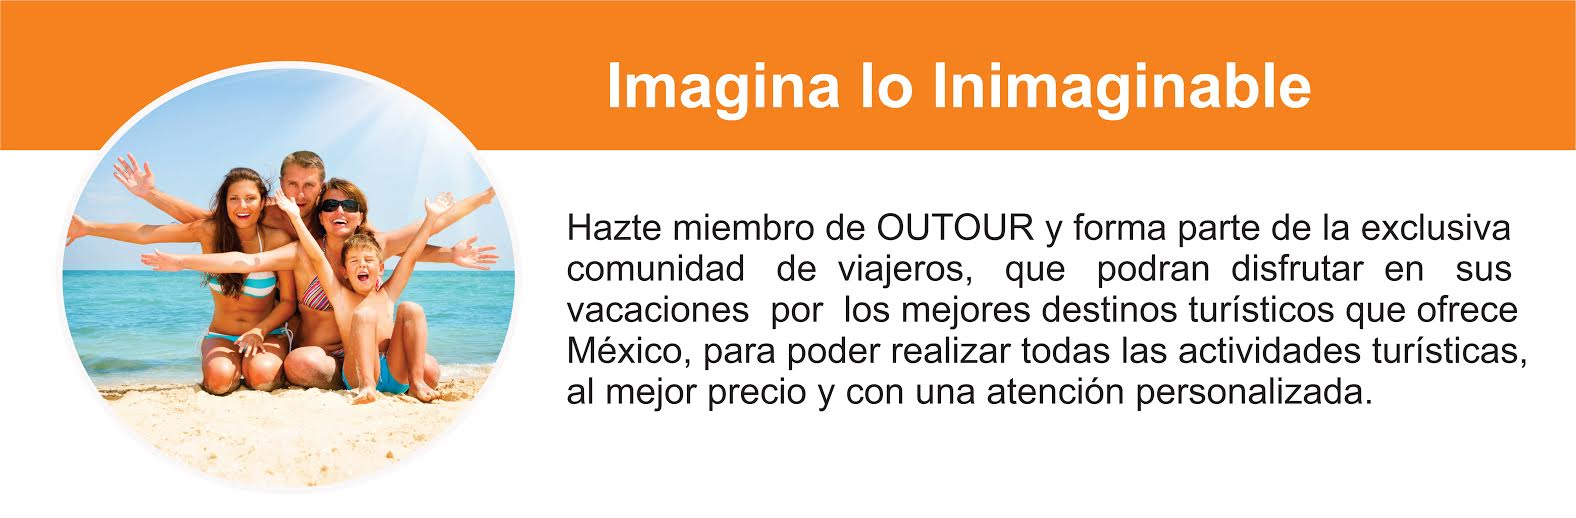 Imagina lo Inimaginable
Hazte miembro de OUTOUR y forma parte de la exclusiva
comunidad de viajeros, que podran disfrutar en sus
vacaciones por los mejores destinos turísticos que ofrece
México, para poder realizar todas las actividades turísticas,
al mejor precio y con una atención personalizada.